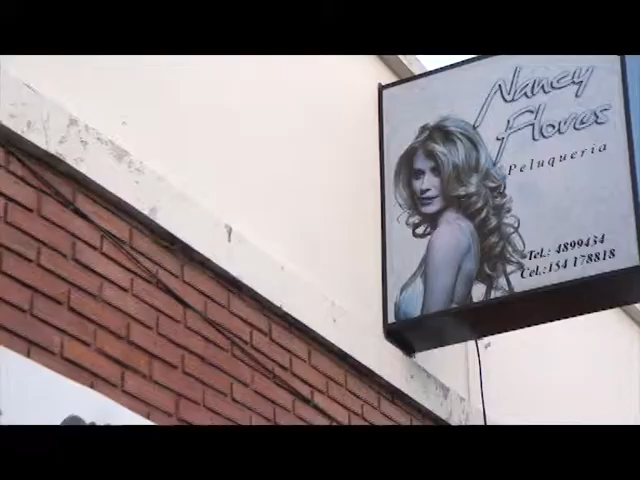 Nancy
Flores
Peluqueria
Tel.: 4899434
Cel.:154 178818